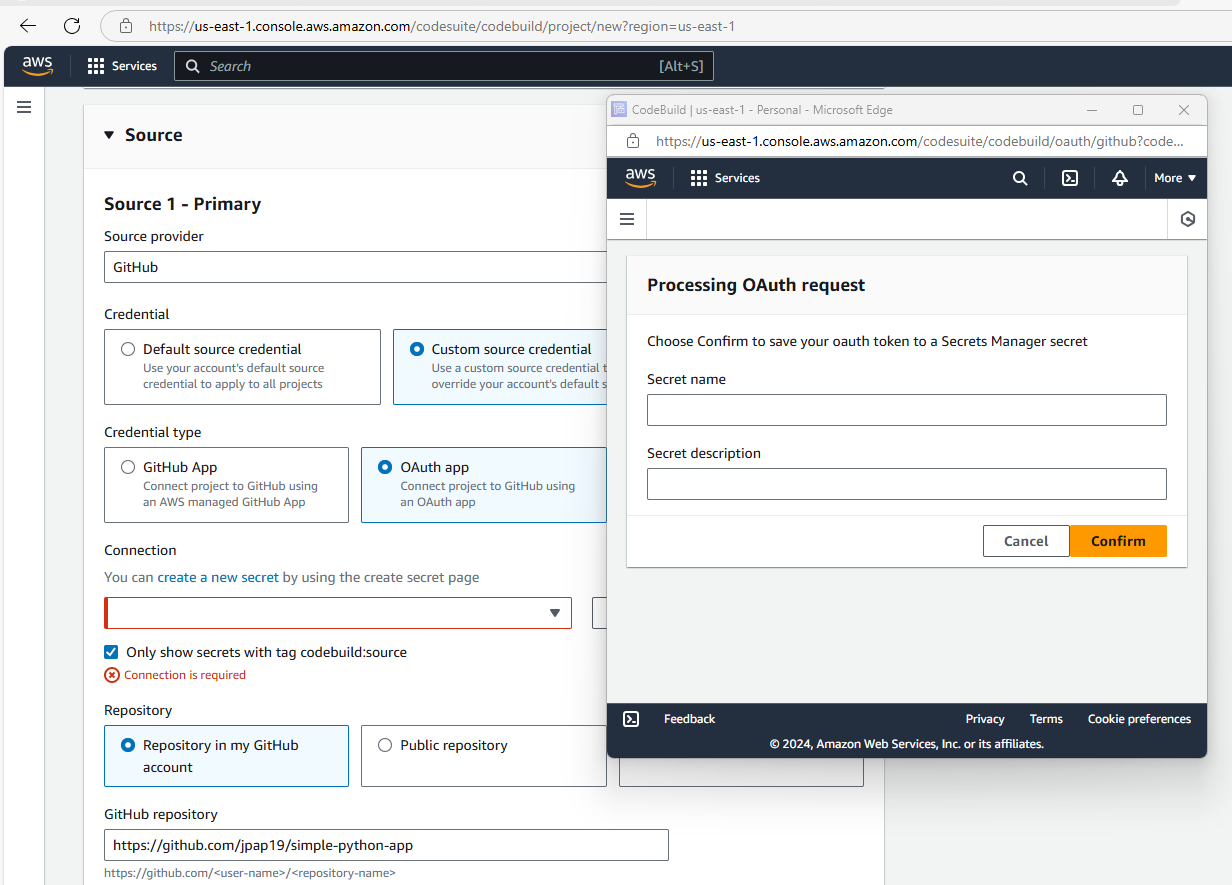 https://us-east-1.console.aws.amazon.com/codesuite/codebuild/project/new?region=us-east-1
aws
Services
Search
[Alt+S]
Source
Source 1 - Primary
Source provider
GitHub
Credential
Default source credential
Use your account's default source
credential to apply to all projects
Custom source credential
Use a custom source credential t
override your account's default s
Credential type
GitHub App
Connect project to GitHub using
an AWS managed GitHub App
OAuth app
Connect project to GitHub using
an OAuth app
Connection
You can create a new secret by using the create secret page
Only show secrets with tag codebuild:source
Connection is required
Repository
Repository in my GitHub
account
Public repository
GitHub repository
https://github.com/jpap19/simple-python-app
https://github.com/<user-name>/<repository-name>
CodeBuild | us-east-1 - Personal - Microsoft Edge
https://us-east-1.console.aws.amazon.com/codesuite/codebuild/oauth/github?code...
aws
Services
More
Processing OAuth request
Choose Confirm to save your oauth token to a Secrets Manager secret
Secret name
Secret description
Cancel
Confirm
Feedback
Privacy
Terms
Cookie preferences
© 2024, Amazon Web Services, Inc. or its affiliates.